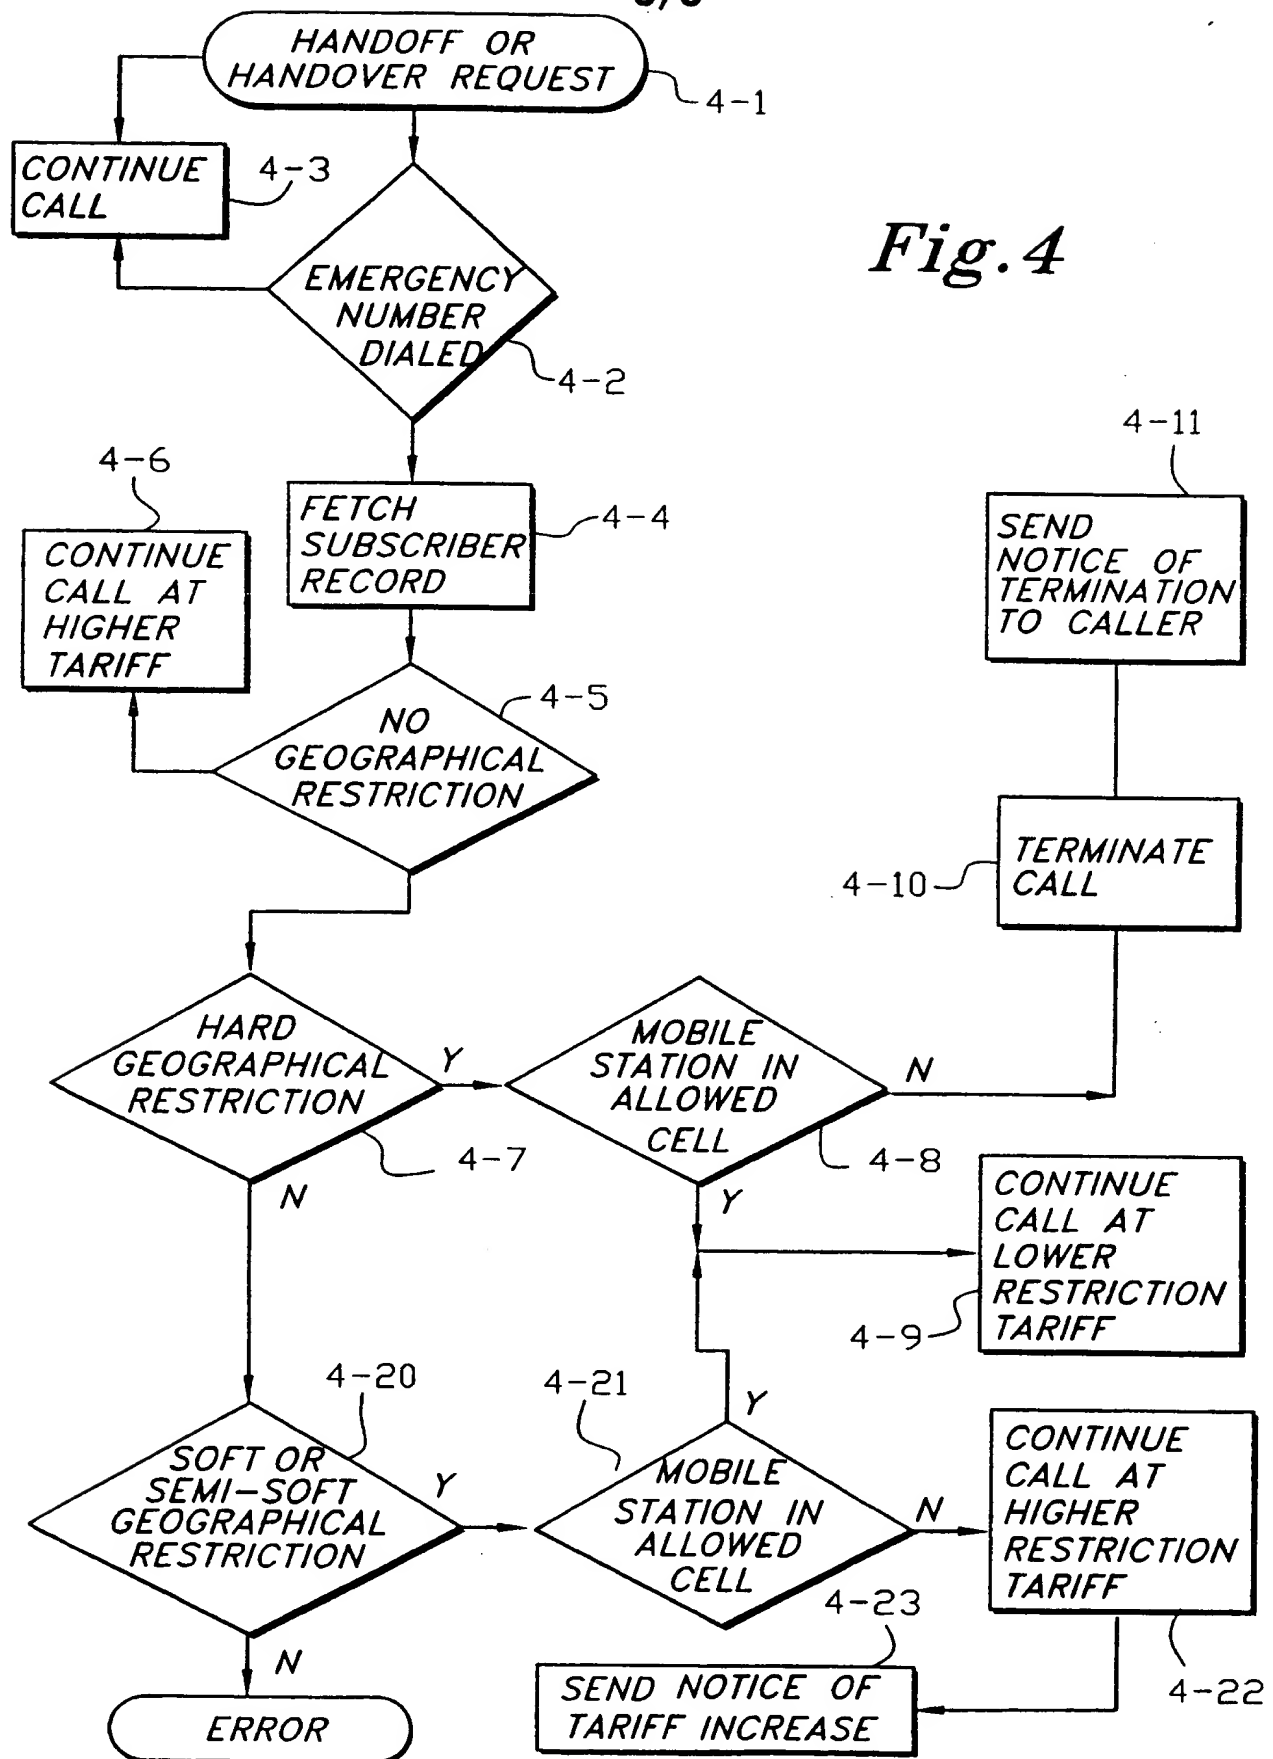 HANDOFF OR
HANDOVER REQUEST
4-1
CONTINUE
CALL
4-3
Fig. 4
EMERGENCY
NUMBER
DIALED
4-2
4-11
4-6
FETCH
SUBSCRIBER
RECORD
4-4
SEND
NOTICE OF
TERMINATION
TO CALLER
CONTINUE
CALL AT
HIGHER
TARIFF
4-5
NO
GEOGRAPHICAL
RESTRICTION
TERMINATE
CALL
4-10
HARD
GEOGRAPHICAL
RESTRICTION
Y
4-7
N
MOBILE
STATION IN
ALLOWED
CELL
N
4-8
Y
CONTINUE
CALL AT
LOWER
RESTRICTION
TARIFF
4-9
4-20
4-21
SOFT OR
SEMI-SOFT
GEOGRAPHICAL
RESTRICTION
Y
Y
MOBILE
STATION IN
ALLOWED
CELL
N
CONTINUE
CALL AT
HIGHER
RESTRICTION
TARIFF
4-23
N
4-22
SEND NOTICE OF
TARIFF INCREASE
ERROR